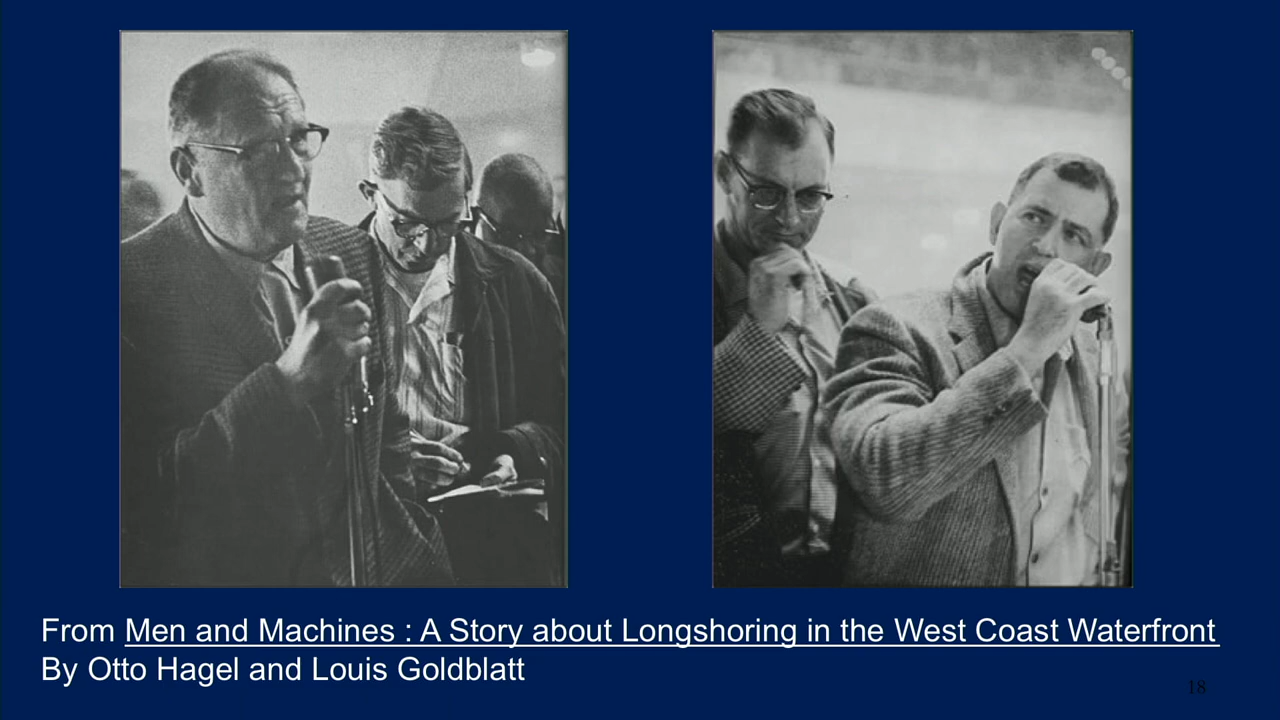 From Men and Machines : A Story about Longshoring in the West Coast Waterfront
By Otto Hagel and Louis Goldblatt
18